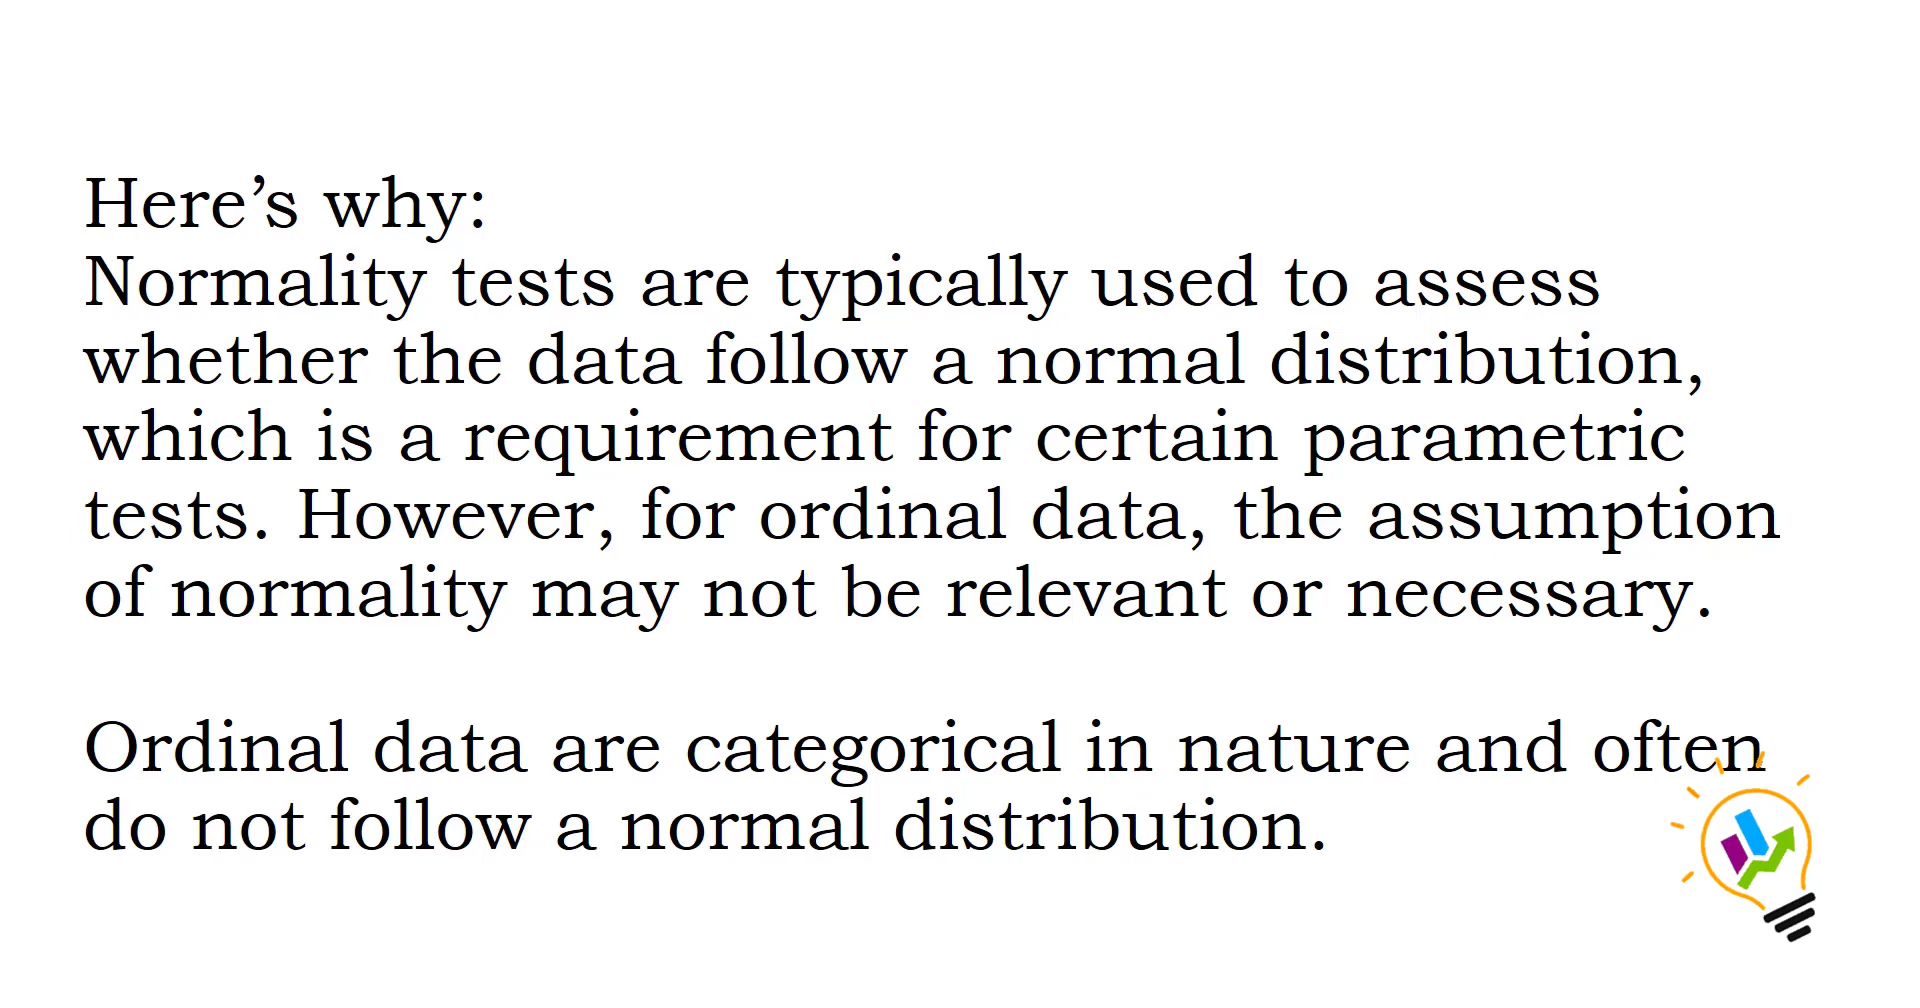 Here’s why:
Normality tests are typically used to assess
whether the data follow a normal distribution,
which is a requirement for certain parametric
tests. However, for ordinal data, the assumption
of normality may not be relevant or necessary.
Ordinal data are categorical in nature and often
do not follow a normal distribution.